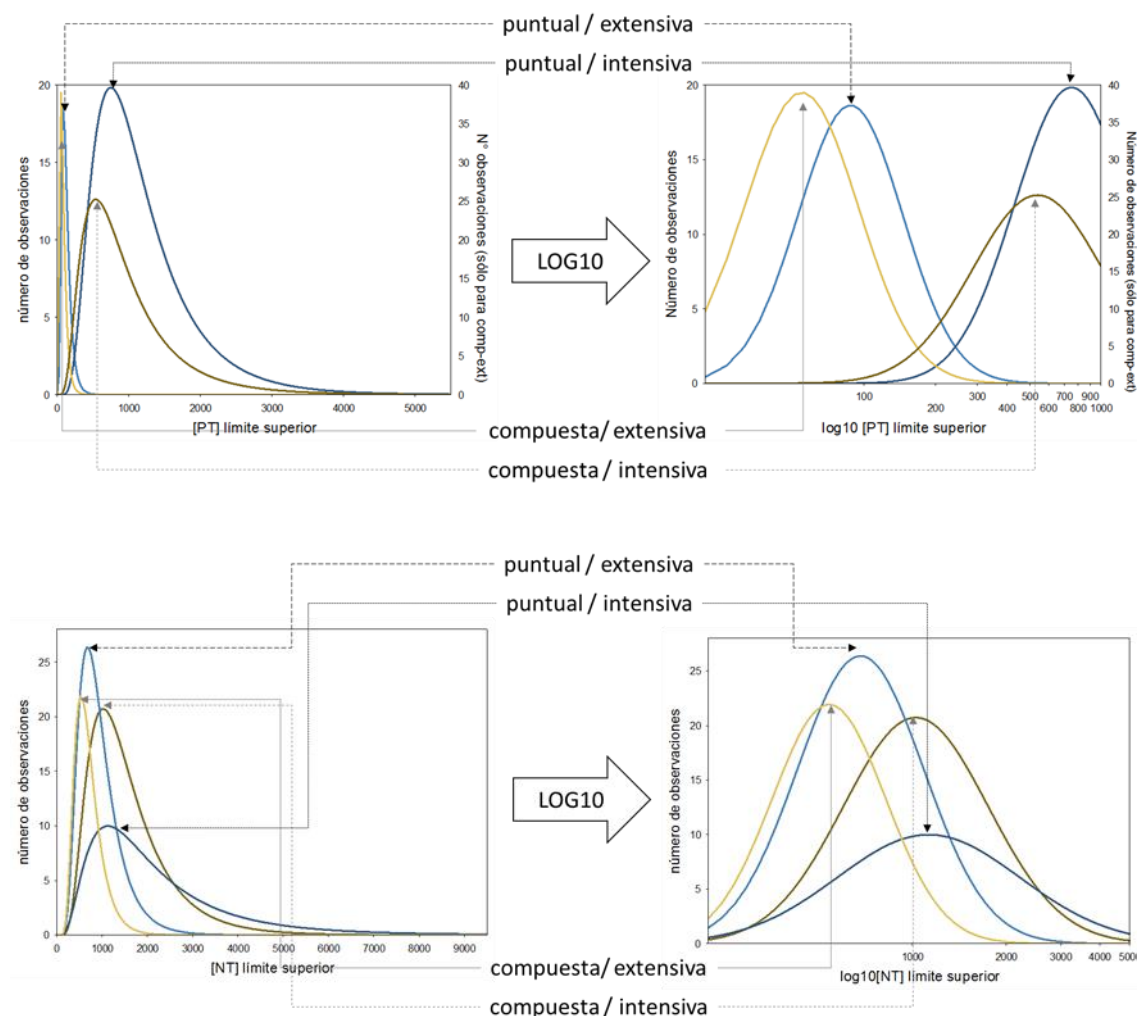 puntual / extensiva
puntual / intensiva
20
15
10
5
0
número de observaciones
40
35
30
25
20
15
10
5
0
N° observaciones (sólo para comp-ext)
0 1000 2000 3000 4000 5000
[PT] límite superior
LOG10
20
15
10
5
0
Número de observaciones
40
35
30
25
20
15
10
5
0
Número de observaciones (sólo para comp-ext)
100 300 500 700 900
200 400 600 800 1000
log10 [PT] límite superior
compuesta/ extensiva
compuesta / intensiva
puntual / extensiva
puntual / intensiva
25
20
15
10
5
0
número de observaciones
0 1000 2000 3000 4000 5000 6000 7000 8000 9000
[NT] límite superior
LOG10
25
20
15
10
5
0
número de observaciones
1000 2000 3000 4000 5000
log10[NT] límite superior
compuesta/ extensiva
compuesta / intensiva